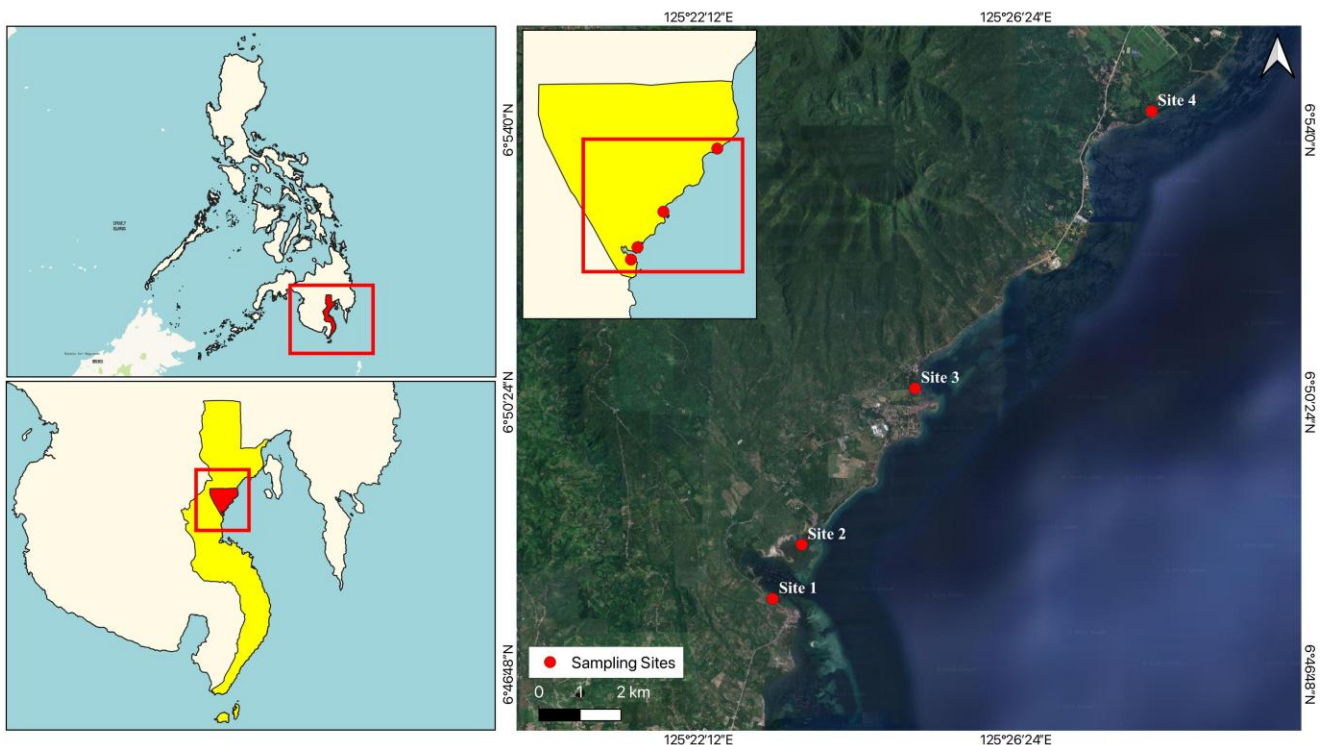 125°22′12″E
125°26′24″E
6°54′0″N
6°54′0″N
Site 4
Site 3
6°50′24″N
6°50′24″N
Site 2
Site 1
Sampling Sites
0 1 2 km
6°46′48″N
6°46′48″N
125°22′12″E
125°26′24″E